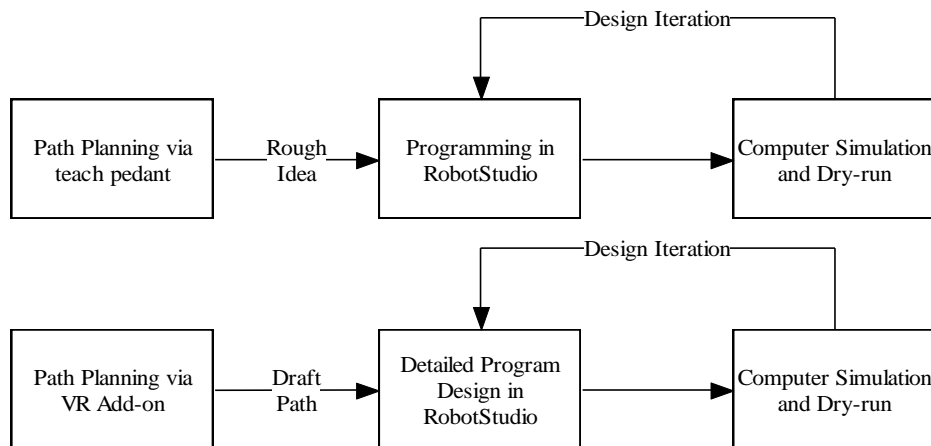 Design Iteration
Path Planning via
teach pedant
Rough
Idea
Programming in
RobotStudio
Computer Simulation
and Dry-run
Design Iteration
Path Planning via
VR Add-on
Draft
Path
Detailed Program
Design in
RobotStudio
Computer Simulation
and Dry-run